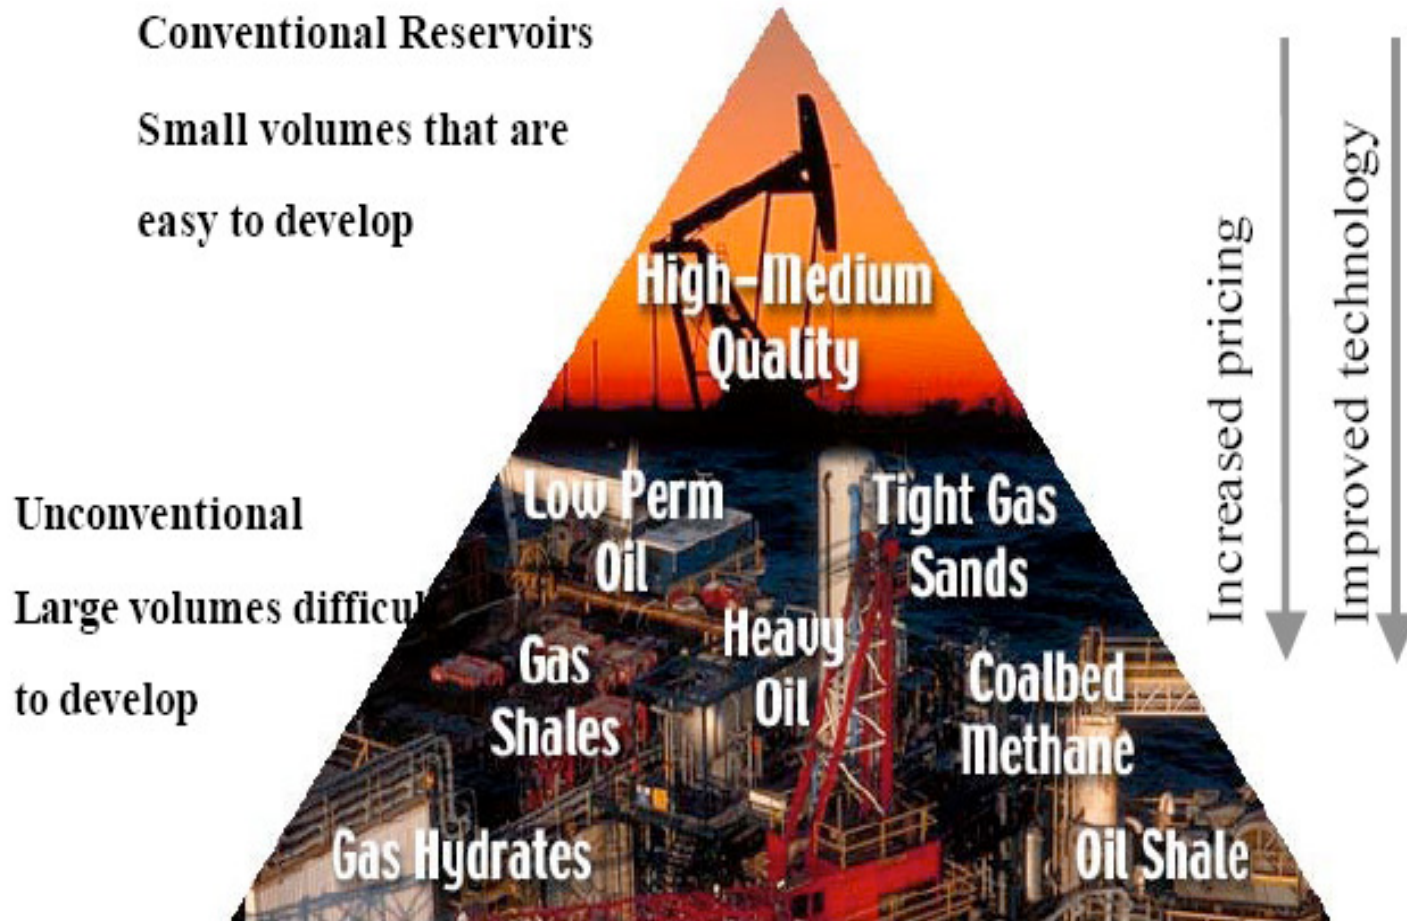 Conventional Reservoirs
Small volumes that are
easy to develop
High-Medium
Quality
Unconventional
Large volumes difficul
to develop
Low Perm
Oil
Tight Gas
Sands
Gas
Shales
Heavy
Oil
Coalbed
Methane
Gas Hydrates
Oil Shale
Increased pricing
Improved technology